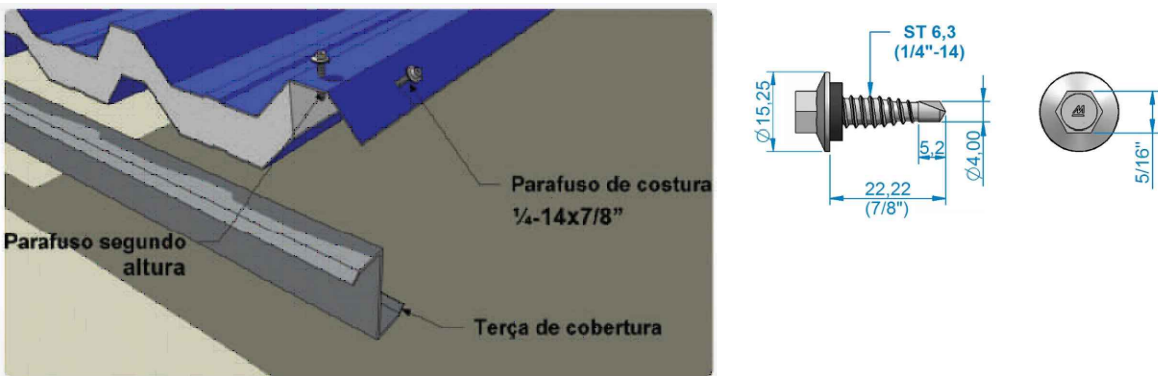 Parafuso de costura
¼-14x7/8”
Parafuso segundo
altura
Terça de cobertura
ST 6,3
(1/4"-14)
Ø15,25
5,2
Ø4,00
22,22
(7/8")
5/16"